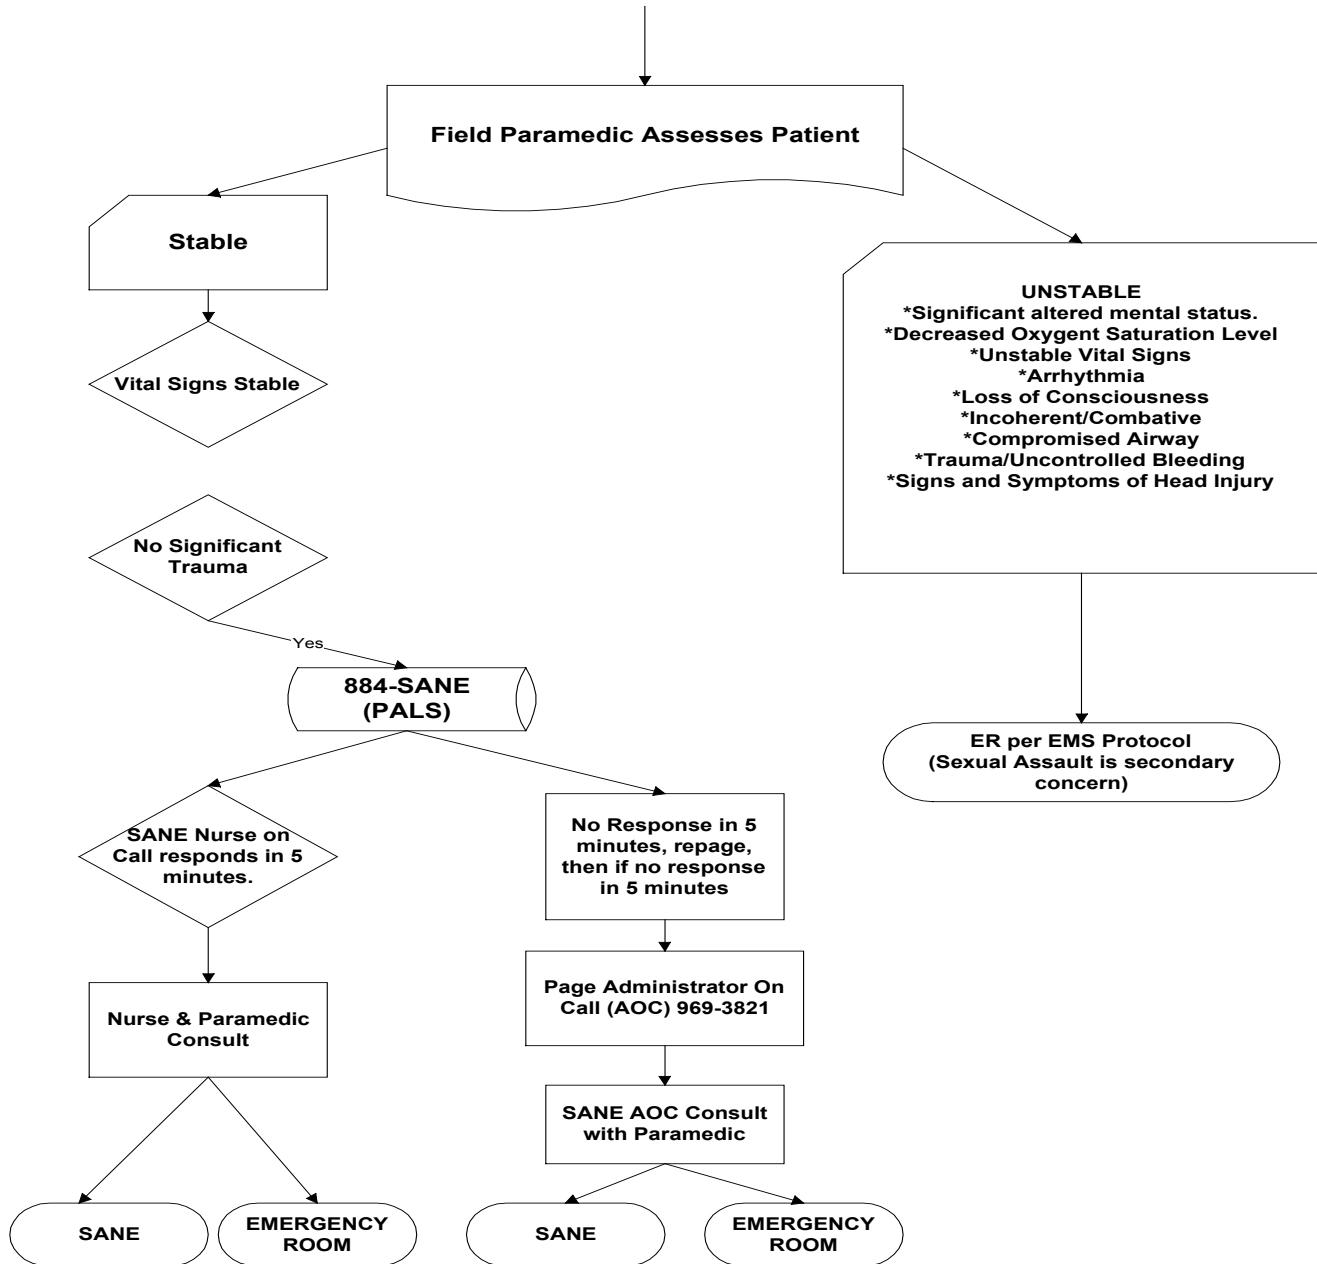 Field Paramedic Assesses Patient
Stable
UNSTABLE
*Significant altered mental status.
*Decreased Oxygent Saturation Level
*Unstable Vital Signs
*Arrhythmia
*Loss of Consciousness
*Incoherent/Combative
*Compromised Airway
*Trauma/Uncontrolled Bleeding
*Signs and Symptoms of Head Injury
Vital Signs Stable
No Significant
Trauma
Yes
884-SANE
(PALS)
ER per EMS Protocol
(Sexual Assault is secondary
concern)
SANE Nurse on
Call responds in 5
minutes.
No Response in 5
minutes, repage,
then if no response
in 5 minutes
Nurse & Paramedic
Consult
Page Administrator On
Call (AOC) 969-3821
SANE AOC Consult
with Paramedic
SANE
EMERGENCY
ROOM
SANE
EMERGENCY
ROOM